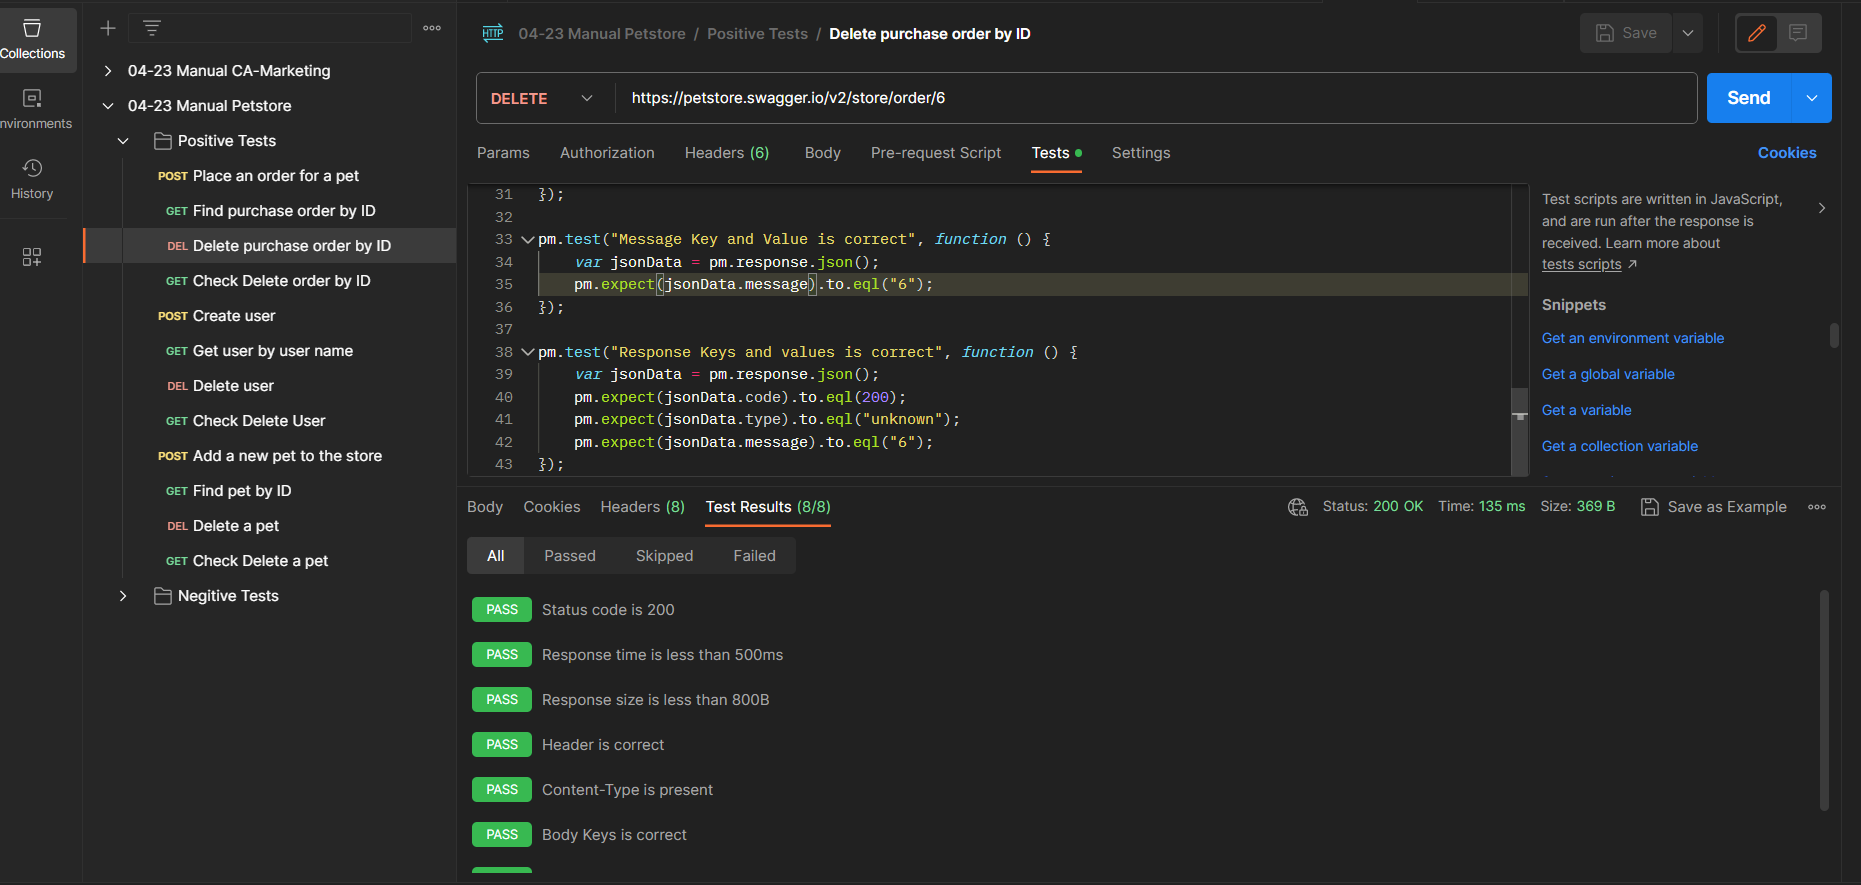 Collections
nvironments
History
04-23 Manual CA-Marketing
04-23 Manual Petstore
Positive Tests
POST Place an order for a pet
GET Find purchase order by ID
DEL Delete purchase order by ID
GET Check Delete order by ID
POST Create user
GET Get user by user name
DEL Delete user
GET Check Delete User
POST Add a new pet to the store
GET Find pet by ID
DEL Delete a pet
GET Check Delete a pet
Negitive Tests
HTTP 04-23 Manual Petstore / Positive Tests / Delete purchase order by ID
Save
DELETE https://petstore.swagger.io/v2/store/order/6
Send
Params Authorization Headers (6) Body Pre-request Script Tests Settings
Cookies
31 });
32
33 pm.test("Message Key and Value is correct", function () {
34 var jsonData = pm.response.json();
35 pm.expect(jsonData.message).to.eql("6");
36 });
37
38 pm.test("Response Keys and values is correct", function () {
39 var jsonData = pm.response.json();
40 pm.expect(jsonData.code).to.eql(200);
41 pm.expect(jsonData.type).to.eql("unknown");
42 pm.expect(jsonData.message).to.eql("6");
43 });
Test scripts are written in JavaScript,
and are run after the response is
received. Learn more about
tests scripts ↗
Snippets
Get an environment variable
Get a global variable
Get a variable
Get a collection variable
Body Cookies Headers (8) Test Results (8/8)
Status: 200 OK Time: 135 ms Size: 369 B Save as Example
All Passed Skipped Failed
PASS Status code is 200
PASS Response time is less than 500ms
PASS Response size is less than 800B
PASS Header is correct
PASS Content-Type is present
PASS Body Keys is correct